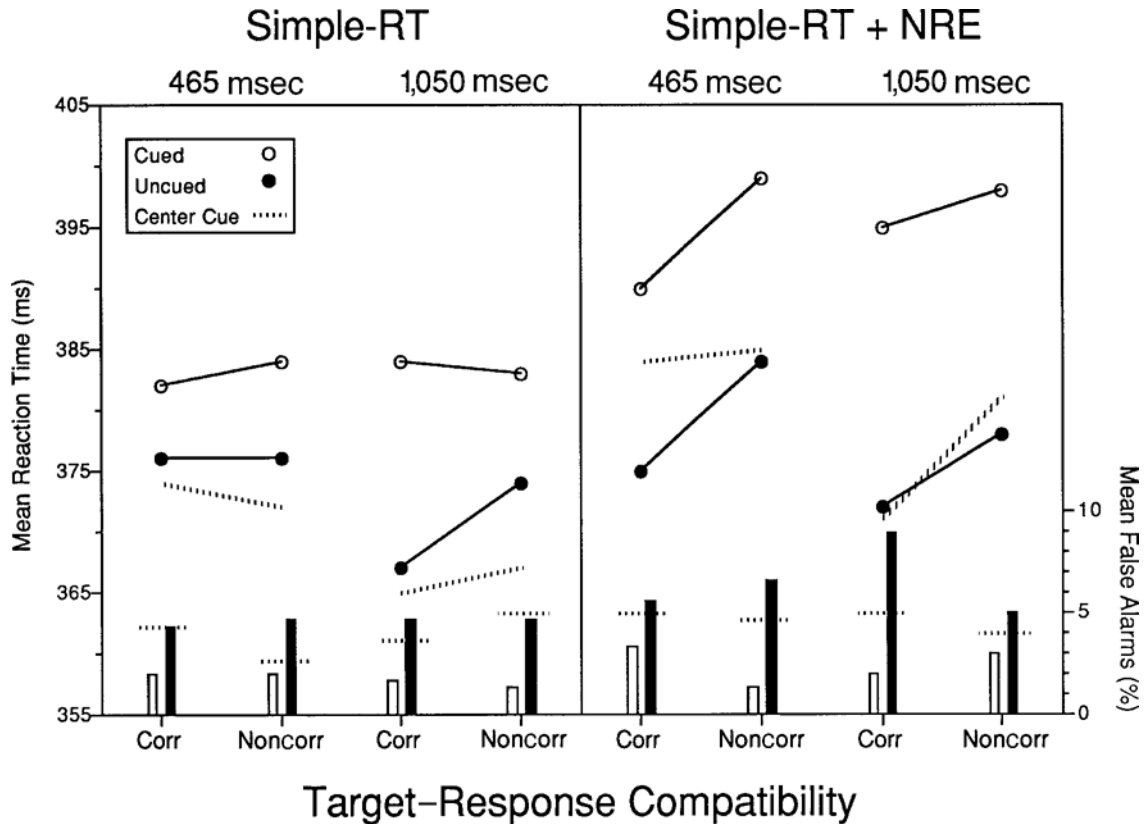 Simple-RT Simple-RT + NRE
465 msec 1,050 msec 465 msec 1,050 msec
405
395
385
375
365
355
Mean Reaction Time (ms)
Cued
Uncued
Center Cue
10
5
0
Mean False Alarms (%)
Corr Noncorr Corr Noncorr Corr Noncorr Corr Noncorr
Target–Response Compatibility